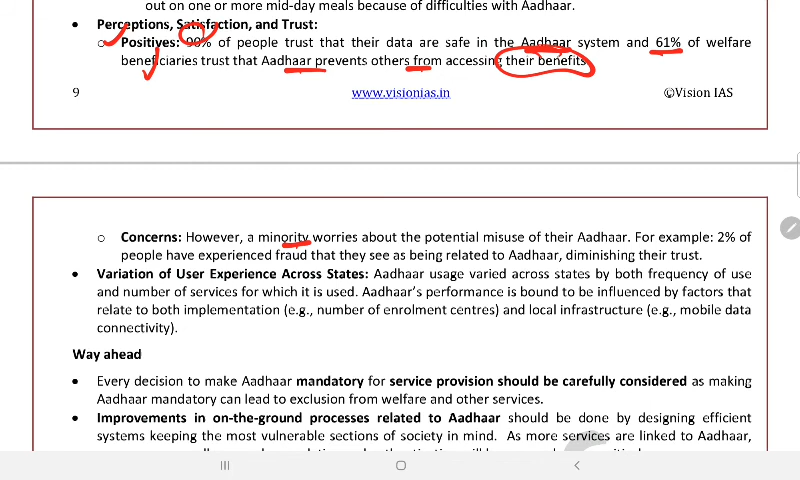 out on one or more mid-day meals because of difficulties with Aadhaar.
• Perceptions, Satisfaction, and Trust:
o Positives: 90% of people trust that their data are safe in the Aadhaar system and 61% of welfare
beneficiaries trust that Aadhaar prevents others from accessing their benefits.
9 www.visionias.in ©Vision IAS
o Concerns: However, a minority worries about the potential misuse of their Aadhaar. For example: 2% of
people have experienced fraud that they see as being related to Aadhaar, diminishing their trust.
• Variation of User Experience Across States: Aadhaar usage varied across states by both frequency of use
and number of services for which it is used. Aadhaar's performance is bound to be influenced by factors that
relate to both implementation (e.g., number of enrolment centres) and local infrastructure (e.g., mobile data
connectivity).
Way ahead
• Every decision to make Aadhaar mandatory for service provision should be carefully considered as making
Aadhaar mandatory can lead to exclusion from welfare and other services.
• Improvements in on-the-ground processes related to Aadhaar should be done by designing efficient
systems keeping the most vulnerable sections of society in mind. As more services are linked to Aadhaar,